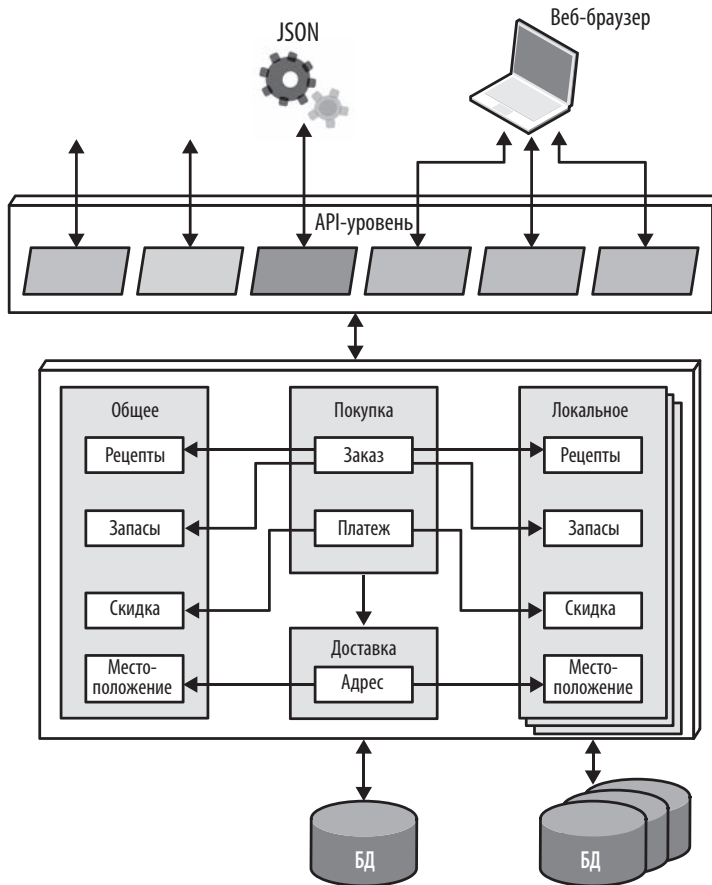 JSON
Веб-браузер
API-уровень
Общее
Рецепты
Запасы
Скидка
Место-
положение
Покупка
Заказ
Платеж
Доставка
Адрес
Локальное
Рецепты
Запасы
Скидка
Место-
положение
БД
БД